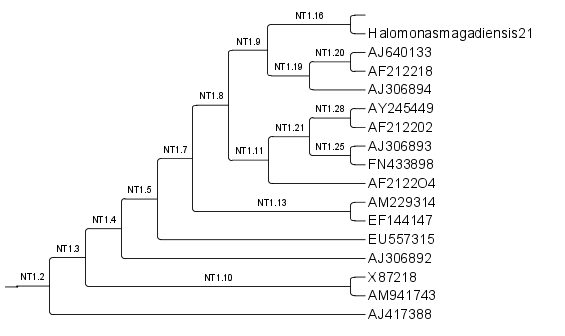 NT1.16
Halomonasmagadiensis21
NT1.9
NT1.20
AJ640133
AF212218
NT1.19
AJ306894
NT1.8
NT1.28
AY245449
AF212202
NT1.21
NT1.25
AJ306893
FN433898
NT1.11
AF2122O4
NT1.7
NT1.13
AM229314
EF144147
NT1.5
EU557315
NT1.4
AJ306892
NT1.3
NT1.10
X87218
AM941743
NT1.2
AJ417388